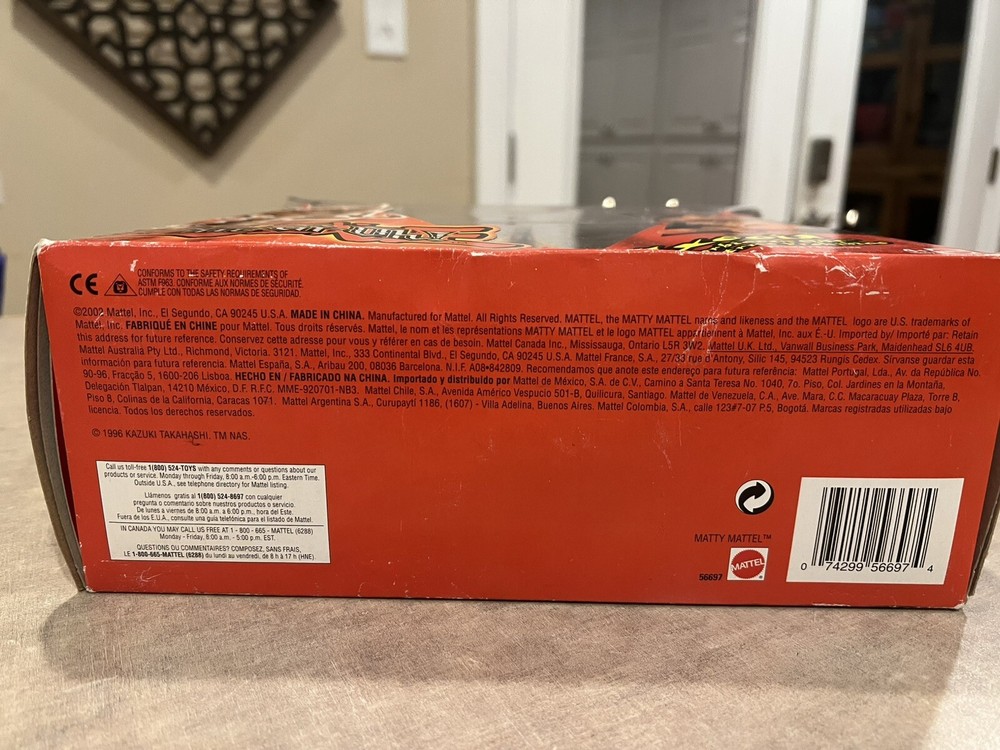 CE
CONFORMS TO THE SAFETY REQUIREMENTS OF
ASTM F963. CONFORME AUX NORMES DE SÉCURITÉ.
CUMPLE CON TODAS LAS NORMAS DE SEGURIDAD.
©2002 Mattel, Inc., El Segundo, CA 90245 U.S.A. MADE IN CHINA. Manufactured for Mattel. All Rights Reserved. MATTEL, the MATTY MATTEL name and likeness and the MATTEL logo are U.S. trademarks of
Mattel, Inc. FABRIQUÉ EN CHINE pour Mattel. Tous droits réservés. Mattel, le nom et les représentations MATTY MATTEL et le logo MATTEL appartiennent à Mattel, Inc. aux É.-U. Imported by/ Importé par: Retain
this address for future reference. Conservez cette adresse pour vous y référer en cas de besoin. Mattel Canada Inc., Mississauga, Ontario L5R 3W2. Mattel U.K. Ltd., Vanwall Business Park, Maidenhead SL6 4UB.
Mattel Australia Pty Ltd., Richmond, Victoria. 3121. Mattel, Inc., 333 Continental Blvd., El Segundo, CA 90245 U.S.A. Mattel France, S.A., 27/33 rue d'Antony, Silic 145, 94523 Rungis Cedex. Sírvanse guardar esta
información para futura referencia. Mattel España, S.A., Aribau 200, 08036 Barcelona. N.I.F. A08-842809. Recomendamos que anote este endereço para futura referência: Mattel Portugal, Lda., Av. da República No.
90-96, Fracção 5, 1600-206 Lisboa. HECHO EN / FABRICADO NA CHINA. Importado y distribuido por Mattel de México, S.A. de C.V., Camino a Santa Teresa No. 1040, 7o. Piso, Col. Jardines en la Montaña,
Delegación Tlalpan, 14210 México, D.F. R.F.C. MME-920701-NB3. Mattel Chile, S.A., Avenida Américo Vespucio 501-B, Quilicura, Santiago. Mattel de Venezuela, C.A., Ave. Mara, C.C. Macaracuay Plaza, Torre B,
Piso 8, Colinas de la California, Caracas 1071. Mattel Argentina S.A., Curupaytí 1186, (1607) - Villa Adelina, Buenos Aires. Mattel Colombia, S.A., calle 123#7-07 P.5, Bogotá. Marcas registradas utilizadas bajo
licencia. Todos los derechos reservados.
© 1996 KAZUKI TAKAHASHI. TM NAS.
Call us toll-free 1(800) 524-TOYS with any comments or questions about our
products or service. Monday through Friday, 8:00 a.m.-6:00 p.m. Eastern Time.
Outside U.S.A., see telephone directory for Mattel listing.
Llámenos gratis al 1(800) 524-8697 con cualquier
pregunta o comentario sobre nuestros productos o servicio.
De lunes a viernes de 8:00 a.m. a 6:00 p.m., hora del Este.
Fuera de los E.U.A., consulte una guía telefónica para el listado de Mattel.
IN CANADA YOU MAY CALL US FREE AT 1 - 800 - 665 - MATTEL (6288)
Monday - Friday, 8:00 a.m. - 5:00 p.m. EST.
QUESTIONS OU COMMENTAIRES? COMPOSEZ, SANS FRAIS,
LE 1-800-665-MATTEL (6288) du lundi au vendredi, de 8 h à 17 h (HNE).
MATTY MATTEL™
MATTEL
56697
0 74299 56697 4